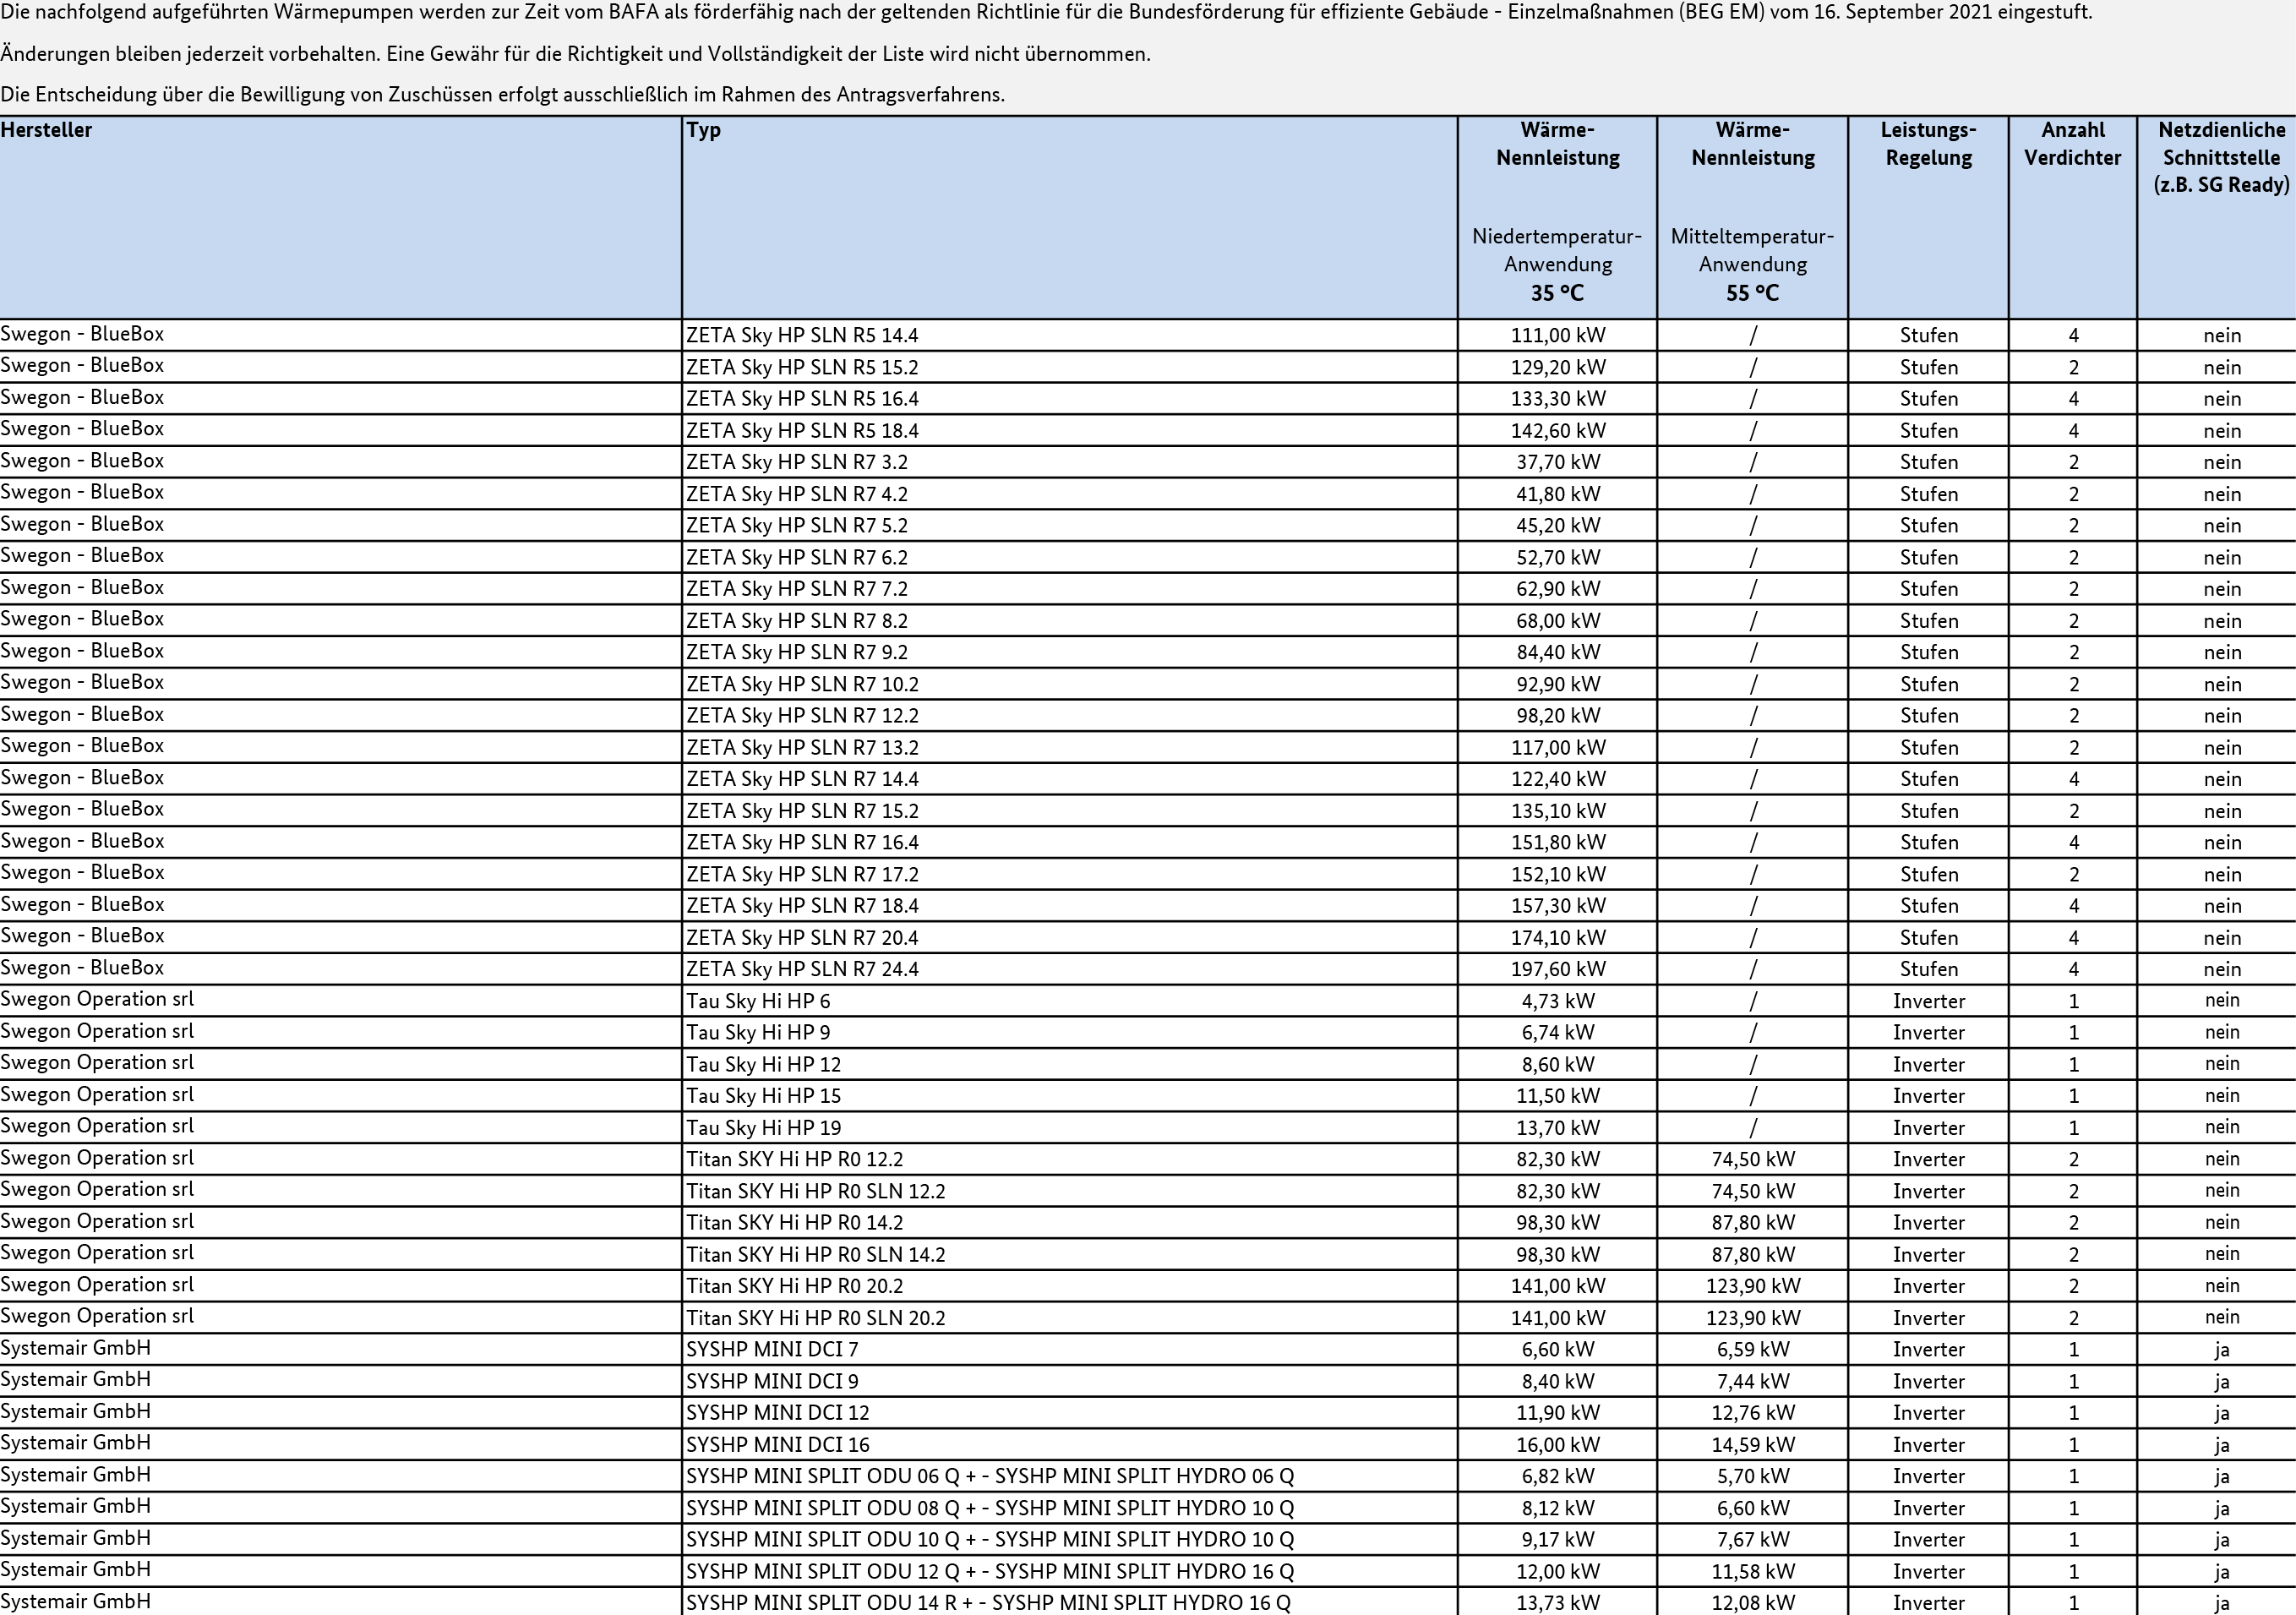 Die nachfolgend aufgeführten Wärmepumpen werden zur Zeit vom BAFA als förderfähig nach der geltenden Richtlinie für die Bundesförderung für effiziente Gebäude - Einzelmaßnahmen (BEG EM) vom 16. September 2021 eingestuft.
Änderungen bleiben jederzeit vorbehalten. Eine Gewähr für die Richtigkeit und Vollständigkeit der Liste wird nicht übernommen.
Die Entscheidung über die Bewilligung von Zuschüssen erfolgt ausschließlich im Rahmen des Antragsverfahrens.
Hersteller Typ Wärme- Wärme- Leistungs- Anzahl Netzdienliche
Nennleistung Nennleistung Regelung Verdichter Schnittstelle
(z.B. SG Ready)
Niedertemperatur- Mitteltemperatur-
Anwendung Anwendung
35 °C 55 °C
Swegon - BlueBox ZETA Sky HP SLN R5 14.4 111,00 kW / Stufen 4 nein
Swegon - BlueBox ZETA Sky HP SLN R5 15.2 129,20 kW / Stufen 2 nein
Swegon - BlueBox ZETA Sky HP SLN R5 16.4 133,30 kW / Stufen 4 nein
Swegon - BlueBox ZETA Sky HP SLN R5 18.4 142,60 kW / Stufen 4 nein
Swegon - BlueBox ZETA Sky HP SLN R7 3.2 37,70 kW / Stufen 2 nein
Swegon - BlueBox ZETA Sky HP SLN R7 4.2 41,80 kW / Stufen 2 nein
Swegon - BlueBox ZETA Sky HP SLN R7 5.2 45,20 kW / Stufen 2 nein
Swegon - BlueBox ZETA Sky HP SLN R7 6.2 52,70 kW / Stufen 2 nein
Swegon - BlueBox ZETA Sky HP SLN R7 7.2 62,90 kW / Stufen 2 nein
Swegon - BlueBox ZETA Sky HP SLN R7 8.2 68,00 kW / Stufen 2 nein
Swegon - BlueBox ZETA Sky HP SLN R7 9.2 84,40 kW / Stufen 2 nein
Swegon - BlueBox ZETA Sky HP SLN R7 10.2 92,90 kW / Stufen 2 nein
Swegon - BlueBox ZETA Sky HP SLN R7 12.2 98,20 kW / Stufen 2 nein
Swegon - BlueBox ZETA Sky HP SLN R7 13.2 117,00 kW / Stufen 2 nein
Swegon - BlueBox ZETA Sky HP SLN R7 14.4 122,40 kW / Stufen 4 nein
Swegon - BlueBox ZETA Sky HP SLN R7 15.2 135,10 kW / Stufen 2 nein
Swegon - BlueBox ZETA Sky HP SLN R7 16.4 151,80 kW / Stufen 4 nein
Swegon - BlueBox ZETA Sky HP SLN R7 17.2 152,10 kW / Stufen 2 nein
Swegon - BlueBox ZETA Sky HP SLN R7 18.4 157,30 kW / Stufen 4 nein
Swegon - BlueBox ZETA Sky HP SLN R7 20.4 174,10 kW / Stufen 4 nein
Swegon - BlueBox ZETA Sky HP SLN R7 24.4 197,60 kW / Stufen 4 nein
Swegon Operation srl Tau Sky Hi HP 6 4,73 kW / Inverter 1 nein
Swegon Operation srl Tau Sky Hi HP 9 6,74 kW / Inverter 1 nein
Swegon Operation srl Tau Sky Hi HP 12 8,60 kW / Inverter 1 nein
Swegon Operation srl Tau Sky Hi HP 15 11,50 kW / Inverter 1 nein
Swegon Operation srl Tau Sky Hi HP 19 13,70 kW / Inverter 1 nein
Swegon Operation srl Titan SKY Hi HP R0 12.2 82,30 kW 74,50 kW Inverter 2 nein
Swegon Operation srl Titan SKY Hi HP R0 SLN 12.2 82,30 kW 74,50 kW Inverter 2 nein
Swegon Operation srl Titan SKY Hi HP R0 14.2 98,30 kW 87,80 kW Inverter 2 nein
Swegon Operation srl Titan SKY Hi HP R0 SLN 14.2 98,30 kW 87,80 kW Inverter 2 nein
Swegon Operation srl Titan SKY Hi HP R0 20.2 141,00 kW 123,90 kW Inverter 2 nein
Swegon Operation srl Titan SKY Hi HP R0 SLN 20.2 141,00 kW 123,90 kW Inverter 2 nein
Systemair GmbH SYSHP MINI DCI 7 6,60 kW 6,59 kW Inverter 1 ja
Systemair GmbH SYSHP MINI DCI 9 8,40 kW 7,44 kW Inverter 1 ja
Systemair GmbH SYSHP MINI DCI 12 11,90 kW 12,76 kW Inverter 1 ja
Systemair GmbH SYSHP MINI DCI 16 16,00 kW 14,59 kW Inverter 1 ja
Systemair GmbH SYSHP MINI SPLIT ODU 06 Q + - SYSHP MINI SPLIT HYDRO 06 Q 6,82 kW 5,70 kW Inverter 1 ja
Systemair GmbH SYSHP MINI SPLIT ODU 08 Q + - SYSHP MINI SPLIT HYDRO 10 Q 8,12 kW 6,60 kW Inverter 1 ja
Systemair GmbH SYSHP MINI SPLIT ODU 10 Q + - SYSHP MINI SPLIT HYDRO 10 Q 9,17 kW 7,67 kW Inverter 1 ja
Systemair GmbH SYSHP MINI SPLIT ODU 12 Q + - SYSHP MINI SPLIT HYDRO 16 Q 12,00 kW 11,58 kW Inverter 1 ja
Systemair GmbH SYSHP MINI SPLIT ODU 14 R + - SYSHP MINI SPLIT HYDRO 16 Q 13,73 kW 12,08 kW Inverter 1 ja